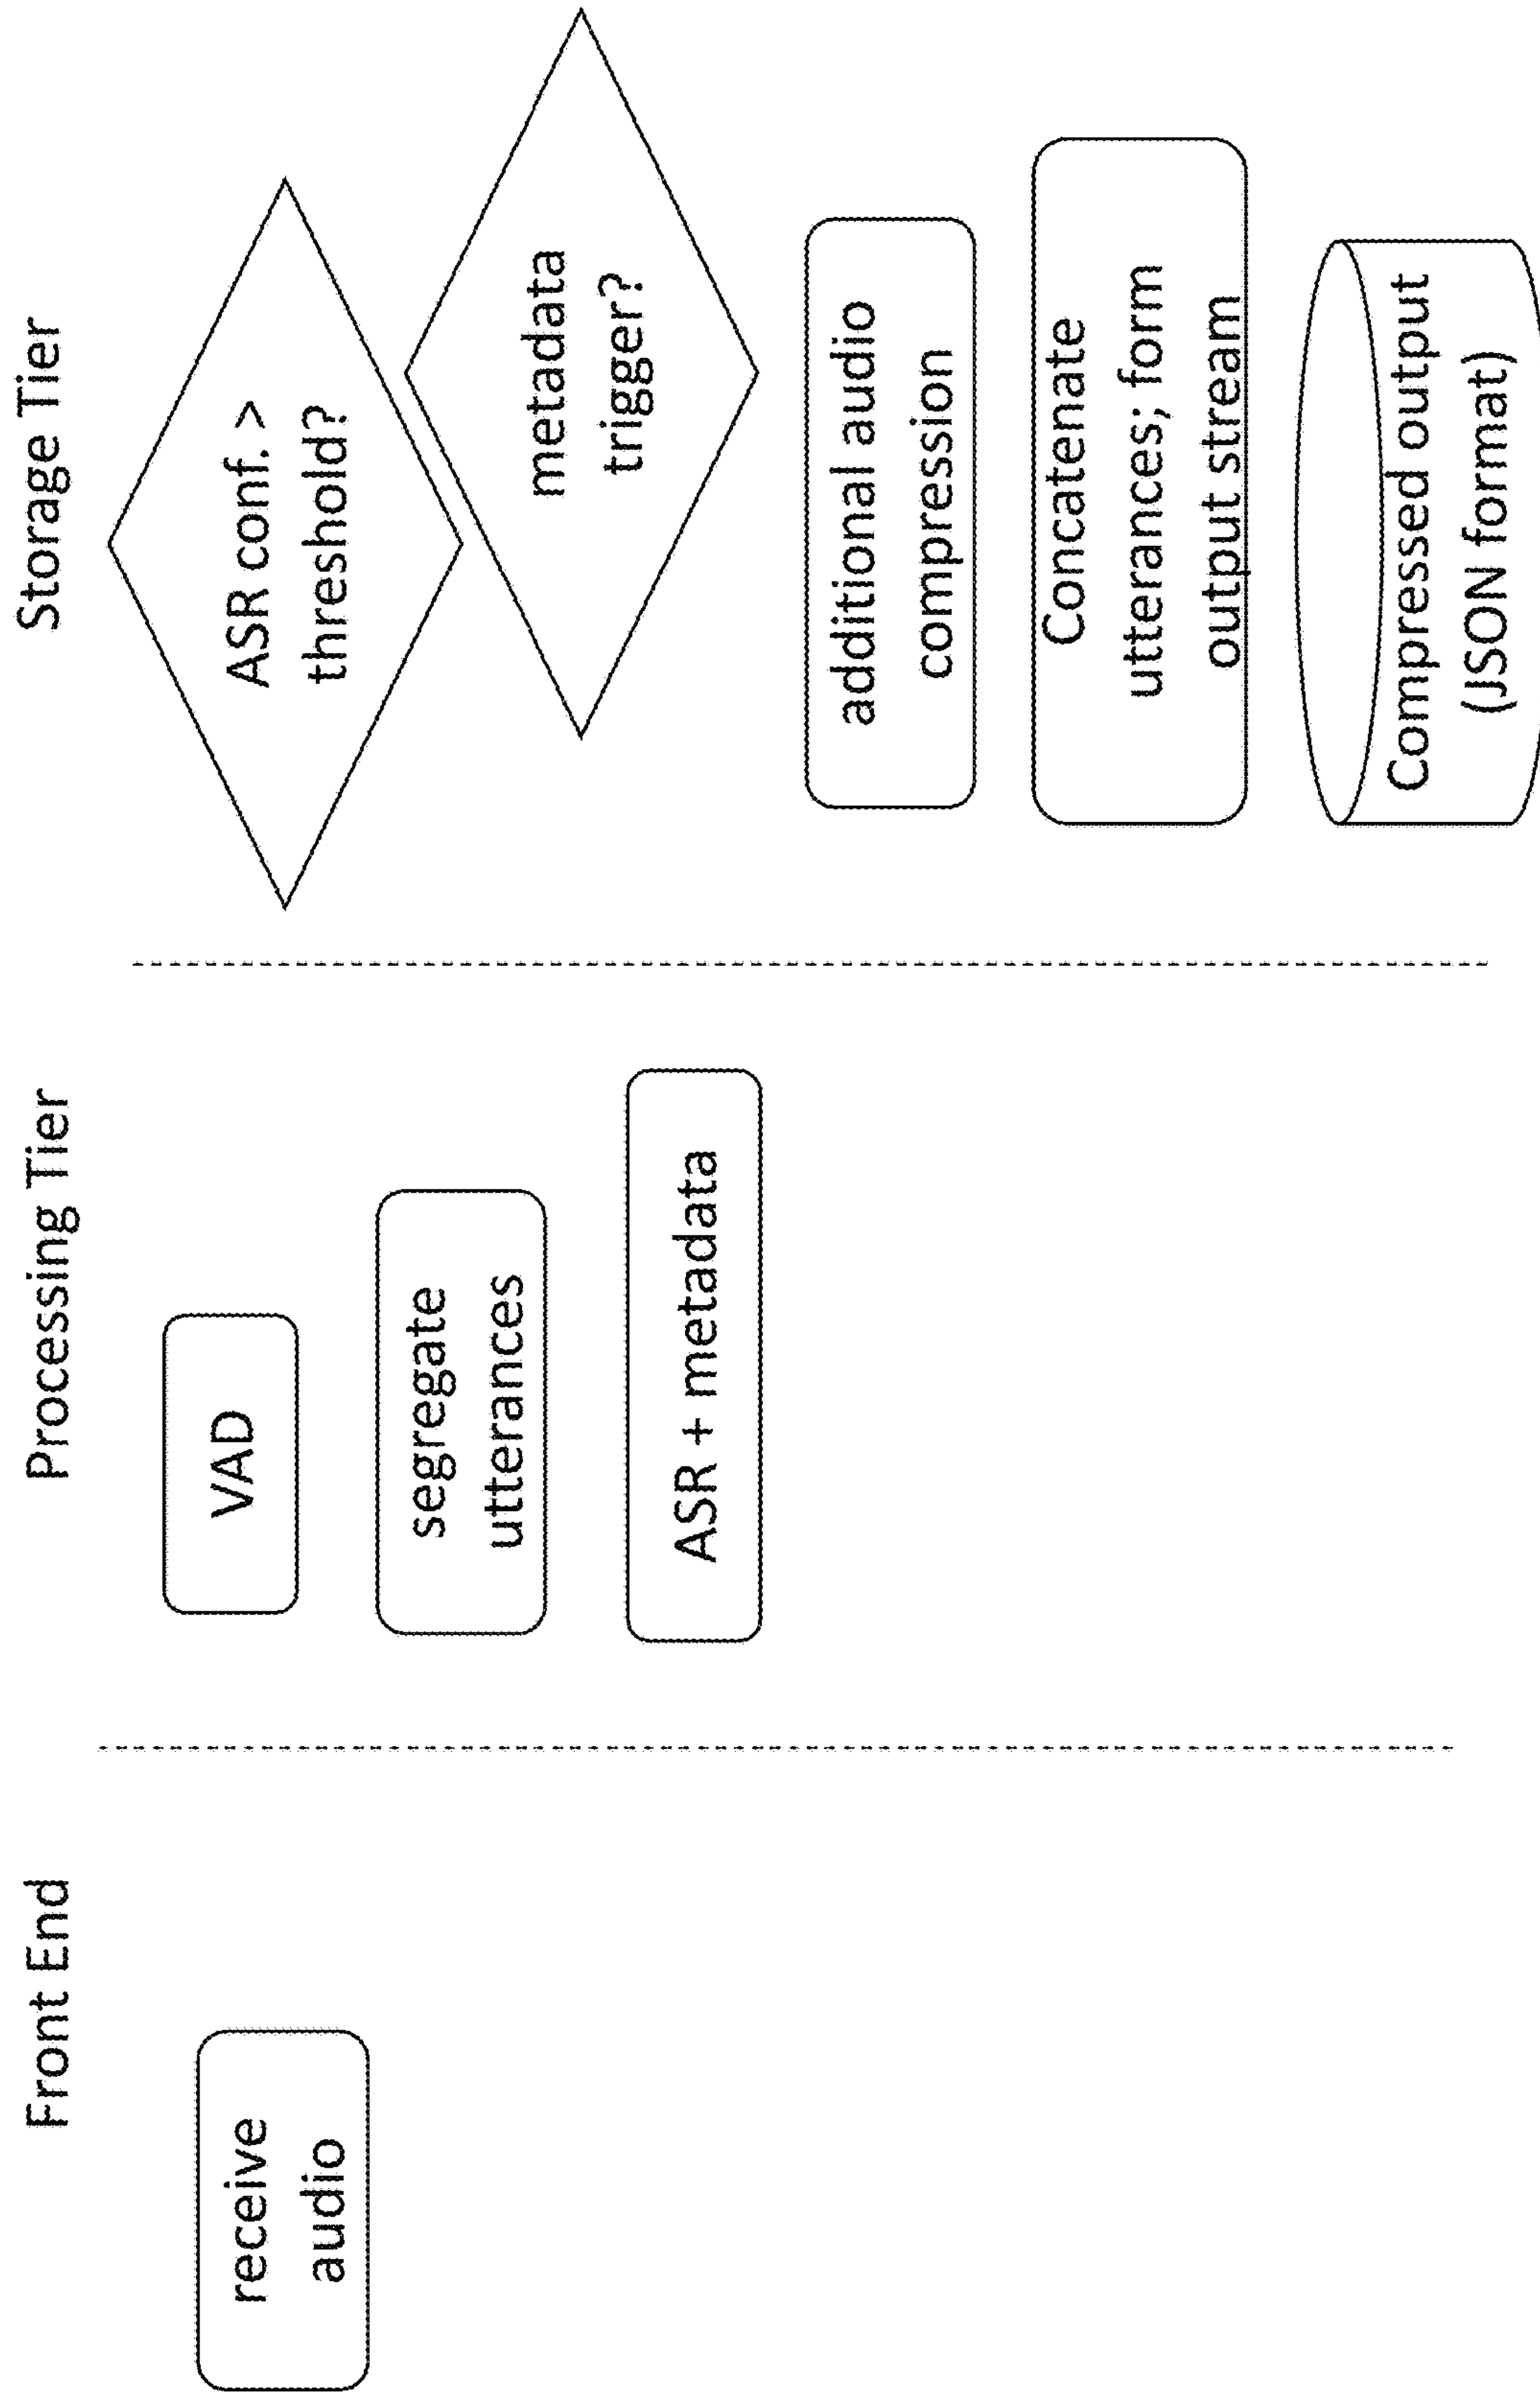 Front End
receive
audio
Processing Tier
VAD
segregate
utterances
ASR + metadata
Storage Tier
ASR conf. >
threshold?
metadata
trigger?
additional audio
compression
Concatenate
utterances; form
output stream
Compressed output
(JSON format)